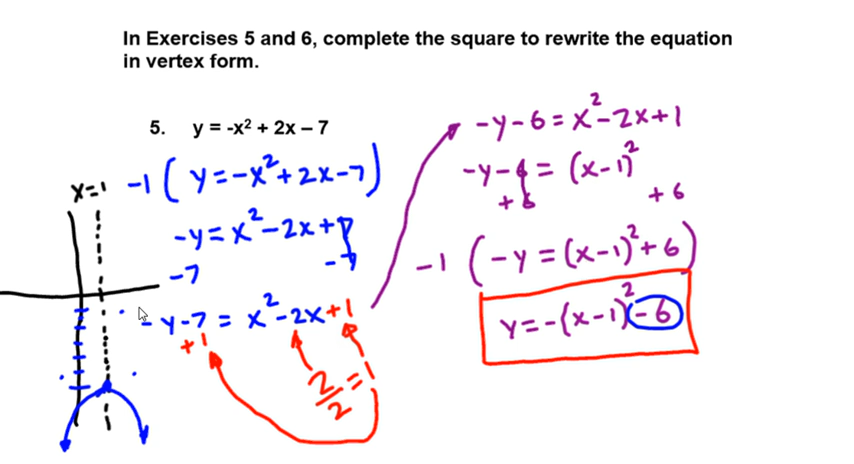 In Exercises 5 and 6, complete the square to rewrite the equation
in vertex form.
5. y = -x² + 2x – 7
-1 ( y = -x² + 2x - 7 )
-y = x² - 2x + 7
-7 -7
-y - 7 = x² - 2x + 1
+1
2/2 = 1
x=1
-y - 6 = x² - 2x + 1
-y - 6 = (x-1)²
+6 +6
-1 ( -y = (x-1)² + 6 )
y = -(x-1)² - 6